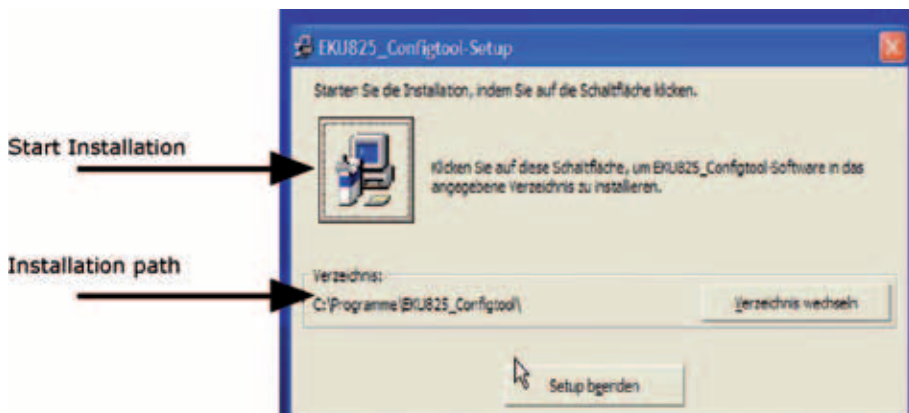 EKU825_Configtool-Setup
Starten Sie die Installation, indem Sie auf die Schaltfläche klicken.
Start Installation
Klicken Sie auf diese Schaltfläche, um EKU825_Configtool-Software in das
angegebene Verzeichnis zu installieren.
Installation path
Verzeichnis:
C:\Programme\EKU825_Configtool\
Verzeichnis wechseln
Setup beenden